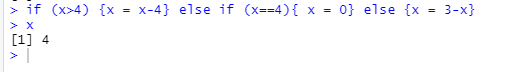 > if (x>4) {x = x-4} else if (x==4){ x = 0} else {x = 3-x}
> x
[1] 4
>